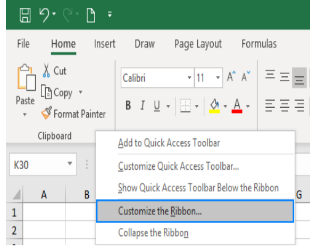 File Home Insert Draw Page Layout Formulas
Cut
Copy
Paste
Format Painter
Calibri 11 A^ A˅
B I U A
Clipboard
Add to Quick Access Toolbar
Customize Quick Access Toolbar...
Show Quick Access Toolbar Below the Ribbon
Customize the Ribbon...
Collapse the Ribbon
K30
A B G
1
2